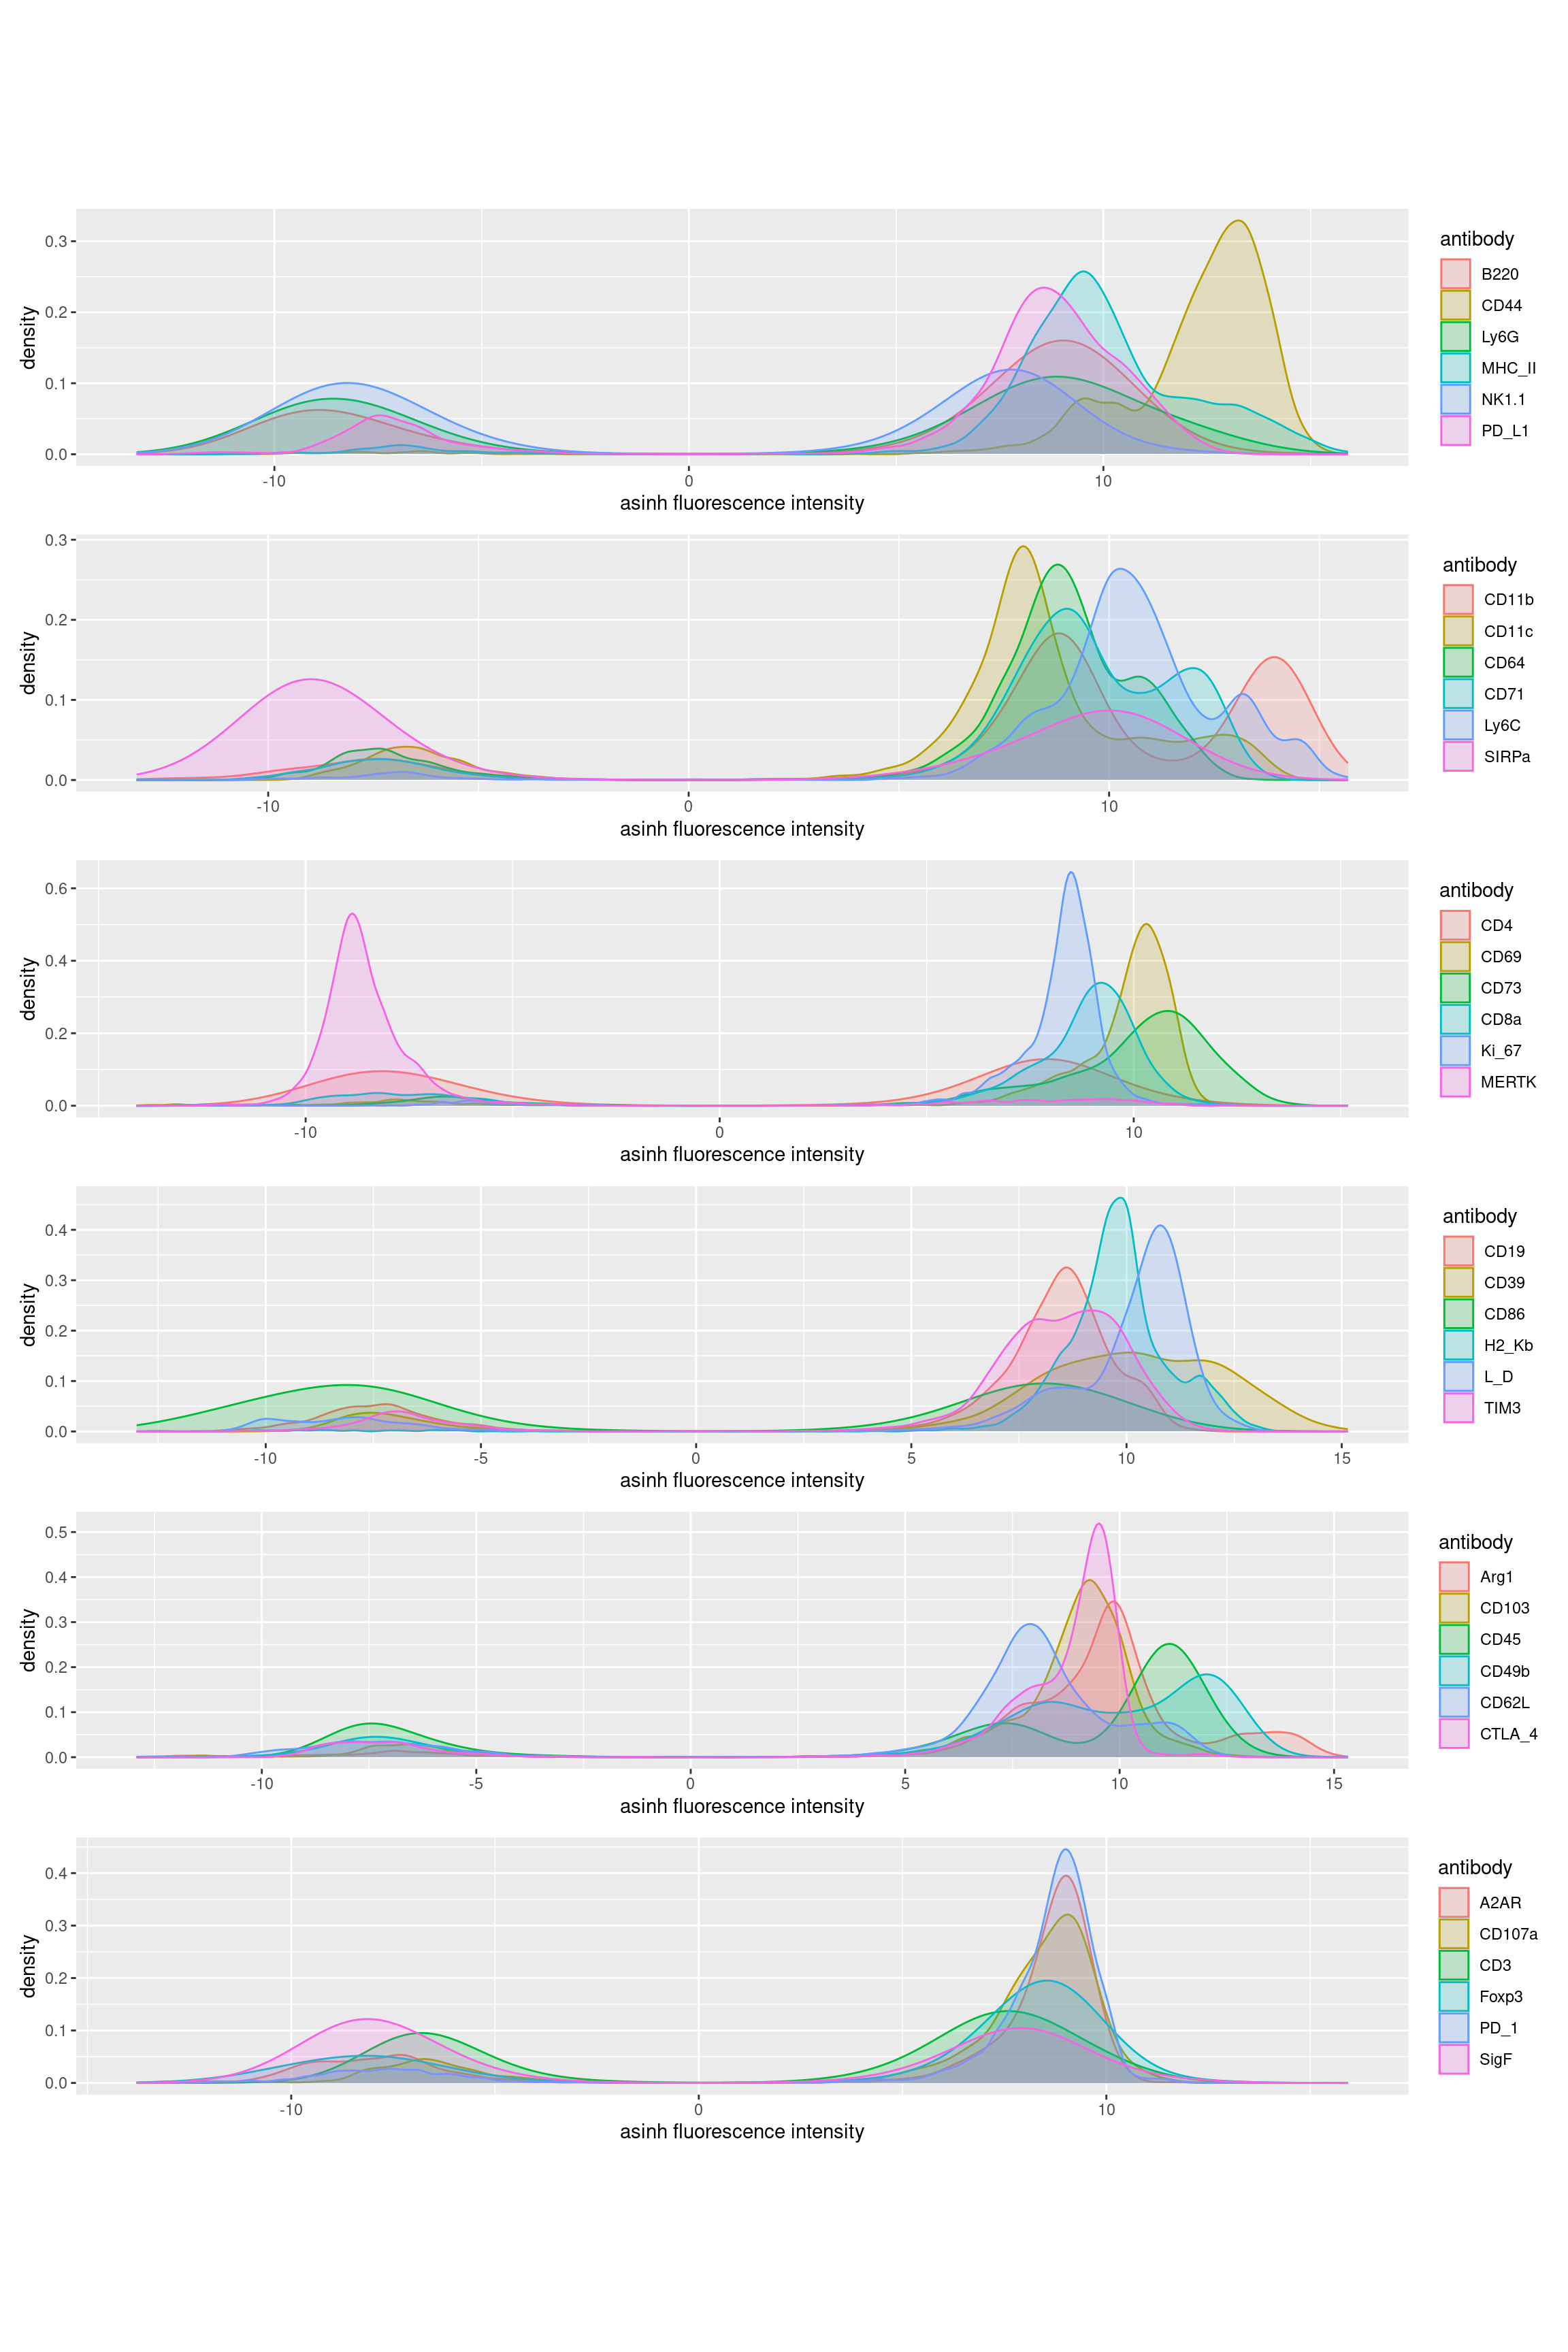 antibody
0.3
B220
CD44
density
0.2
Ly6G
MHC_II
0.1
NK1.1
PD_L1
0.0
-10 0 10
asinh fluorescence intensity
0.3
antibody
CD11b
density
0.2
CD11c
CD64
0.1
CD71
Ly6C
SIRPa
0.0
-10 0 10
asinh fluorescence intensity
0.6
antibody
CD4
density
0.4
CD69
CD73
0.2
CD8a
Ki_67
MERTK
0.0
-10 0 10
asinh fluorescence intensity
antibody
0.4
CD19
0.3
CD39
density
0.2
CD86
H2_Kb
0.1
L_D
TIM3
0.0
-10 -5 0 5 10 15
asinh fluorescence intensity
0.5
antibody
0.4
Arg1
0.3
CD103
density
CD45
0.2
CD49b
0.1
CD62L
CTLA_4
0.0
-10 -5 0 5 10 15
asinh fluorescence intensity
antibody
0.4
A2AR
0.3
CD107a
density
CD3
0.2
Foxp3
0.1
PD_1
SigF
0.0
-10 0 10
asinh fluorescence intensity